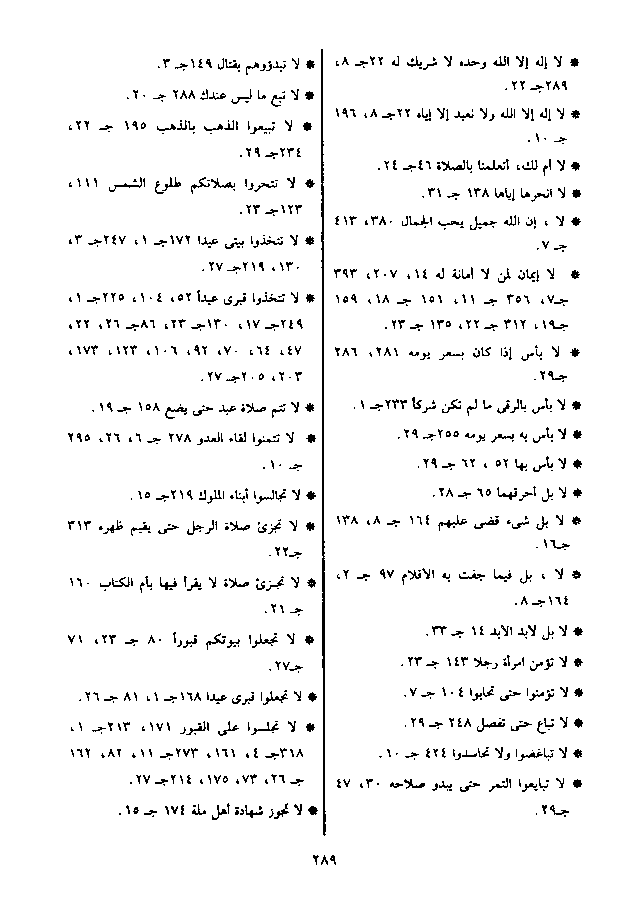 * لا إله إلا الله وحده لا شريك له ٢٢جـ ٨،
٢٨٩جـ ٢٢.
* لا إله إلا الله ولا نعبد إلا إياه ٢٢جـ ٨، ١٩٦
جـ ١٠.
* لا أم لك، أتعلمنا بالصلاة ٤٦جـ ٢٤.
* لا انحرها إياها ١٣٨ جـ ٣١.
* لا ، إن الله جميل يحب الجمال ٣٨٠، ٤١٣
جـ ٧.
* لا إيمان لمن لا أمانة له ١٤، ٢٠٧، ٣٩٣
جـ٧، ٣٥٦ جـ ١١، ١٥٦ جـ ١٨، ١٥٩
جـ١٩، ٣١٢ جـ ٢٢، ١٣٥ جـ ٢٣.
* لا بأس إذا كان بسعر يومه ٢٨١، ٢٨٦
جـ٢٩.
* لا بأس بالرقى ما لم تكن شركاً ٢٣٣جـ ١.
* لا بأس به بسعر يومه ٢٥٥جـ ٢٩.
* لا بأس بها ٥٢ ، ٦٢ جـ ٢٩.
* لا بل أحرقهما ٦٥ جـ ٢٨.
* لا بل شىء قضى عليهم ١٦٤ جـ ٨، ١٣٨
جـ١٦.
* لا ، بل فيما جفت به الأقلام ٩٧ جـ ٢،
١٦٤جـ ٨.
* لا بل لأبد الأبد ١٤ جـ ٣٣.
* لا تؤمن امرأة رجلا ١٤٣ جـ ٢٣.
* لا تؤمنوا حتى تحابوا ١٠٤ جـ ٧.
* لا تباع حتى تفصل ٢٤٨ جـ ٢٩.
* لا تباغضوا ولا تحاسدوا ٤٢٤ جـ ١٠.
* لا تبايعوا الثمر حتى يبدو صلاحه ٣٠، ٤٧
جـ٢٩.
* لا تبدؤوهم بقتال ١٤٩جـ ٣.
* لا تبع ما ليس عندك ٢٨٨ جـ ٢٠.
* لا تبيعوا الذهب بالذهب ١٩٥ جـ ٢٢،
٢٣٤جـ ٢٩.
* لا تتحروا بصلاتكم طلوع الشمس ١١١،
١٢٣جـ ٢٣.
* لا تتخذوا بيتى عيدا ١٧٢جـ ١، ٢٤٧جـ ٣،
١٣٠، ٢١٩جـ ٢٧.
* لا تتخذوا قبرى عيداً ٥٢، ١٠٤، ٢٢٥جـ ١،
٢٤٩جـ ١٧، ١٣٠جـ ٢٣، ٨٦جـ ٢٦، ٢٢،
٤٧، ٦٤، ٧٠، ٩٢، ١٠٦، ١٢٣، ١٧٣،
٢٠٣، ٢٠٥جـ ٢٧.
* لا تتم صلاة عبد حتى يضع ١٥٨ جـ ١٩.
* لا تتمنوا لقاء العدو ٢٧٨ جـ ٦، ٢٦، ٢٩٥
جـ ١٠.
* لا تجالسوا أبناء الملوك ٢١٩جـ ١٥.
* لا تجزئ صلاة الرجل حتى يقيم ظهره ٣١٣
جـ٢٢.
* لا تجـزئ صلاة لا يقرأ فيها بأم الكتاب ١٦٠
جـ ٢٦.
* لا تجعلوا بيوتكم قبوراً ٨٠ جـ ٢٣، ٧١
جـ٢٧.
* لا تجعلوا قبرى عيدا ١٦٨جـ ١، ٨١ جـ ٢٦.
* لا تجلسوا على القبور ١٧١، ٢١٣جـ ١،
٣١٨جـ ٤، ١٦١، ٢٧٣جـ ١١، ٨٢، ١٦٢
جـ ٢٦، ٧٣، ١٧٥، ٢١٤جـ ٢٧.
* لا تجوز شهادة أهل ملة ١٧٤ جـ ١٥.
٢٨٩